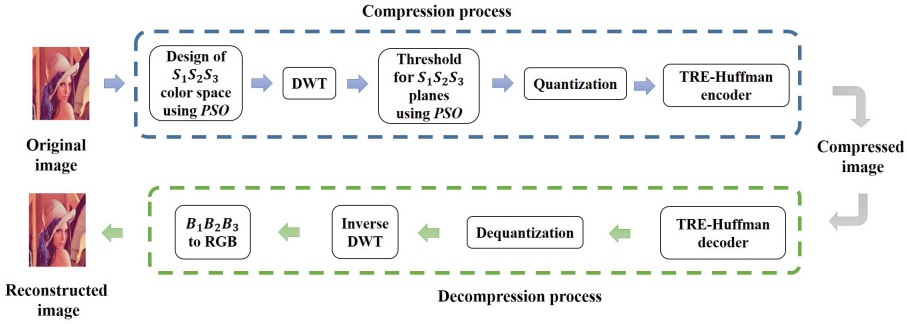 Compression process
Original
image
Design of
S₁S₂S₃
color space
using PSO
DWT
Threshold
for S₁S₂S₃
planes
using PSO
Quantization
TRE-Huffman
encoder
Compressed
image
TRE-Huffman
decoder
Dequantization
Inverse
DWT
B₁B₂B₃
to RGB
Reconstructed
image
Decompression process